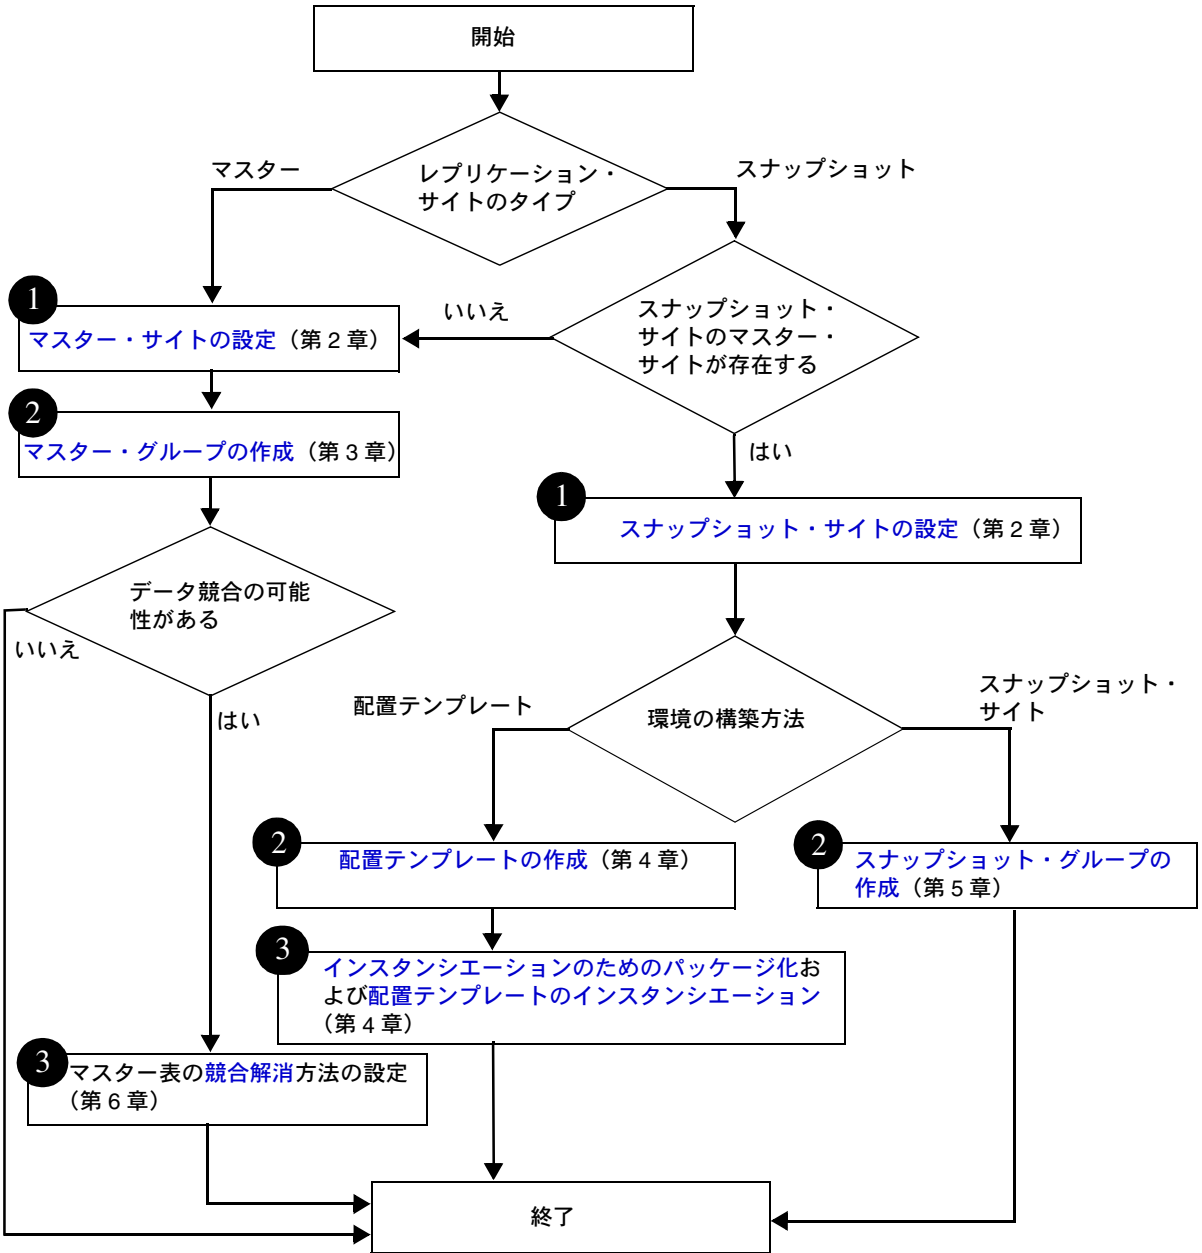 開始
レプリケーション・
サイトのタイプ
マスター
スナップショット
1
マスター・サイトの設定（第２章）
いいえ
スナップショット・
サイトのマスター・
サイトが存在する
2
マスター・グループの作成（第３章）
はい
1
スナップショット・サイトの設定（第２章）
データ競合の可能
性がある
いいえ
はい
配置テンプレート
環境の構築方法
スナップショット・
サイト
2
配置テンプレートの作成（第４章）
2
スナップショット・グループの
作成（第５章）
3
インスタンシエーションのためのパッケージ化お
よび配置テンプレートのインスタンシエーション
（第４章）
3
マスター表の競合解消方法の設定
（第６章）
終了